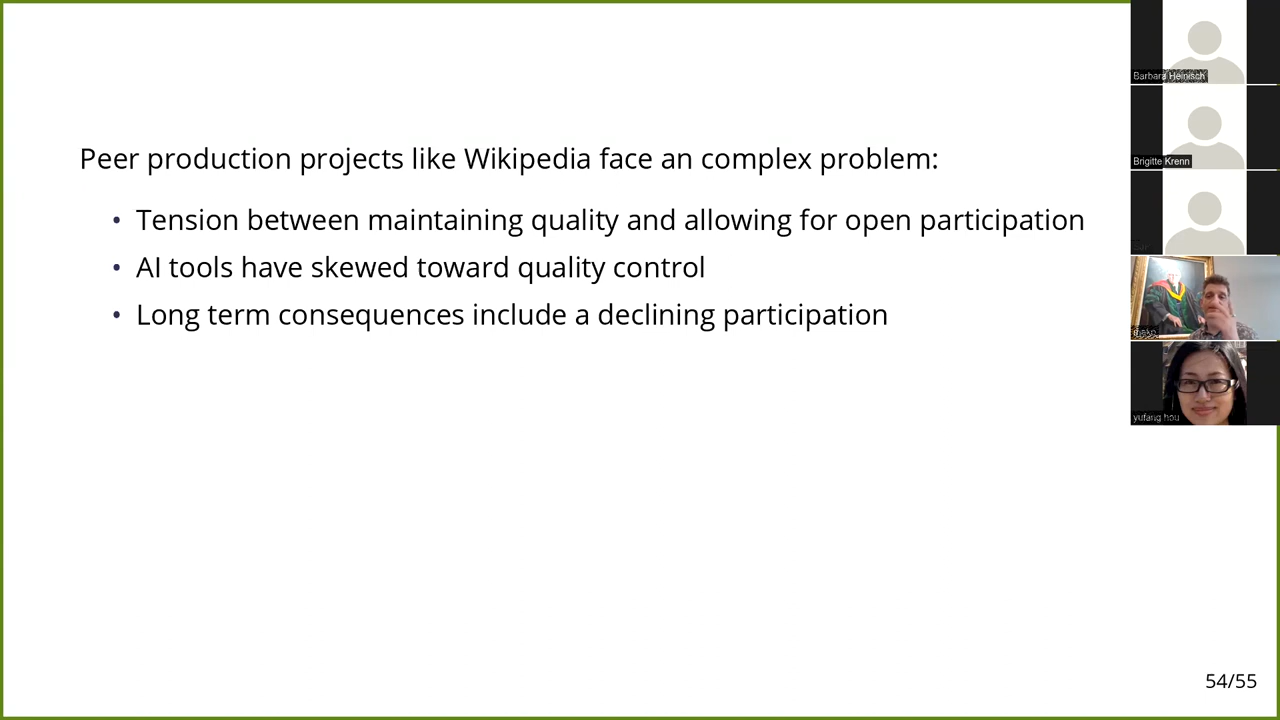 Peer production projects like Wikipedia face an complex problem:
• Tension between maintaining quality and allowing for open participation
• AI tools have skewed toward quality control
• Long term consequences include a declining participation
54/55
Barbara Heinisch
Brigitte Krenn
yufang hou